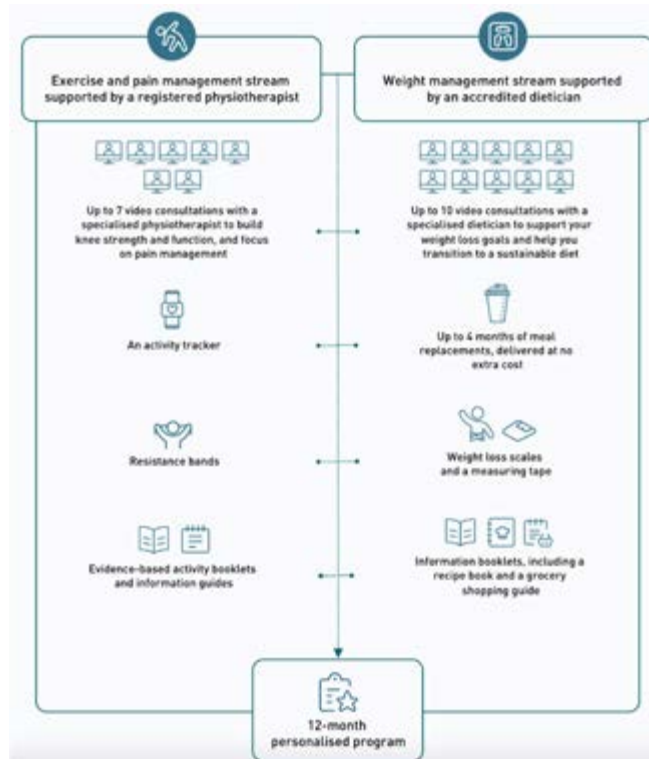 Exercise and pain management stream
supported by a registered physiotherapist
Weight management stream supported
by an accredited dietician
Up to 7 video consultations with a
specialised physiotherapist to build
knee strength and function, and focus
on pain management
Up to 10 video consultations with a
specialised dietician to support your
weight loss goals and help you
transition to a sustainable diet
An activity tracker
Up to 4 months of meal
replacements, delivered at no
extra cost
Resistance bands
Weight loss scales
and a measuring tape
Evidence-based activity booklets
and information guides
Information booklets, including a
recipe book and a grocery
shopping guide
12-month
personalised program